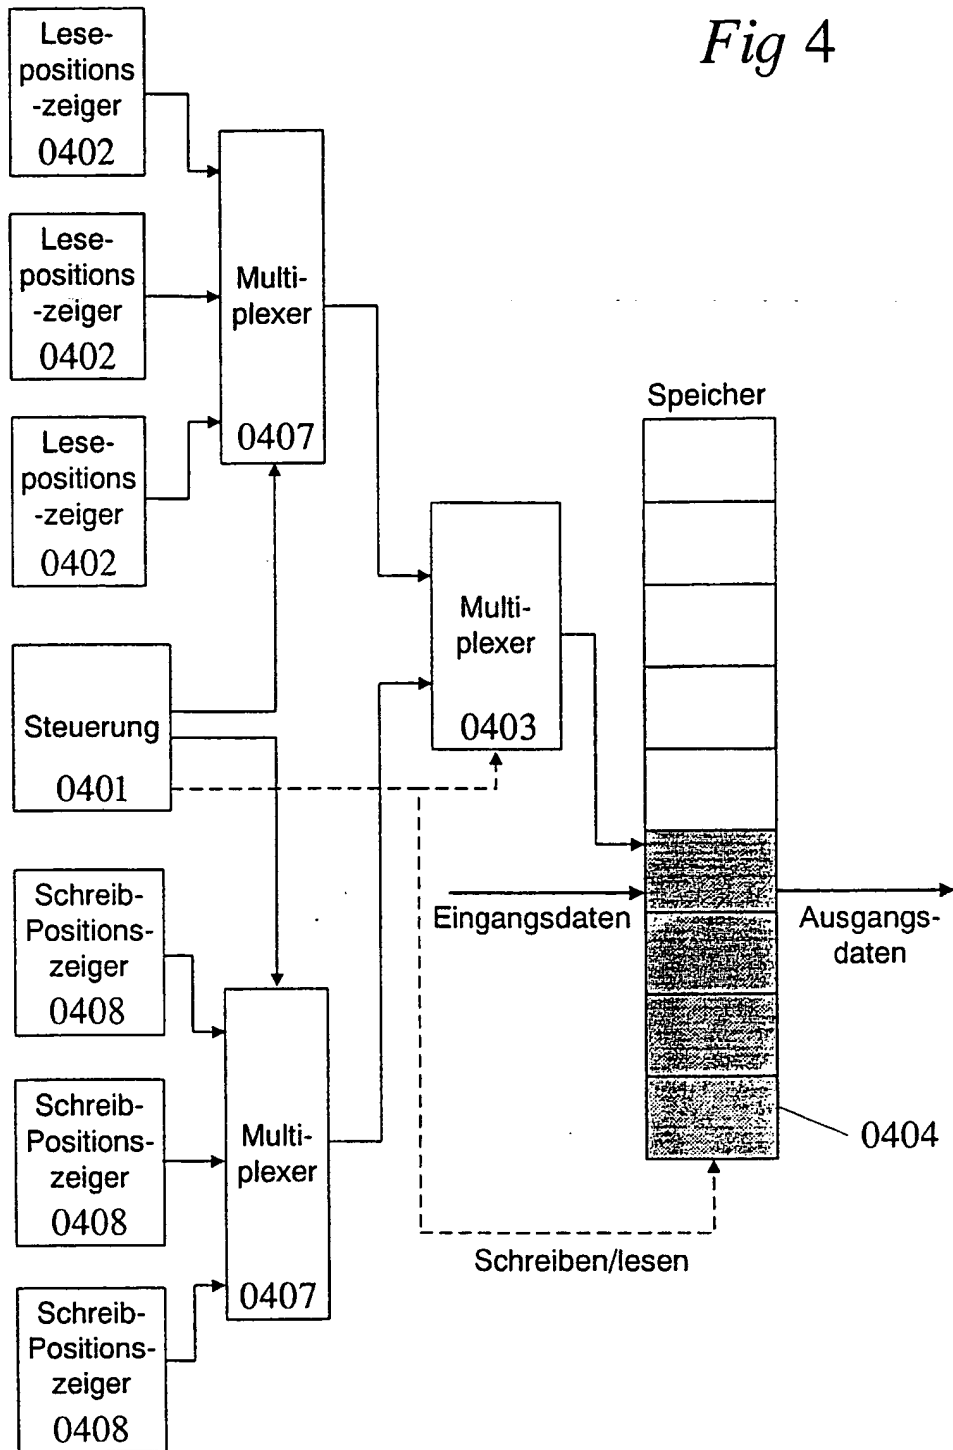 Fig 4
Lese-
positions
-zeiger
0402
Lese-
positions
-zeiger
0402
Lese-
positions
-zeiger
0402
Multi-
plexer
0407
Steuerung
0401
Multi-
plexer
0403
Speicher
Eingangsdaten
Ausgangs-
daten
0404
Schreiben/lesen
Schreib-
Positions-
zeiger
0408
Schreib-
Positions-
zeiger
0408
Schreib-
Positions-
zeiger
0408
Multi-
plexer
0407